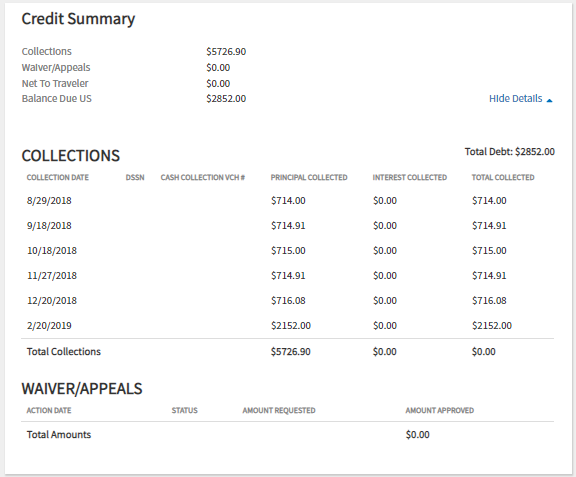 Credit Summary
Collections $5726.90
Waiver/Appeals $0.00
Net To Traveler $0.00
Balance Due US $2852.00
Hide Details
COLLECTIONS
Total Debt: $2852.00
COLLECTION DATE DSSN CASH COLLECTION VCH # PRINCIPAL COLLECTED INTEREST COLLECTED TOTAL COLLECTED
8/29/2018 $714.00 $0.00 $714.00
9/18/2018 $714.91 $0.00 $714.91
10/18/2018 $715.00 $0.00 $715.00
11/27/2018 $714.91 $0.00 $714.91
12/20/2018 $716.08 $0.00 $716.08
2/20/2019 $2152.00 $0.00 $2152.00
Total Collections $5726.90 $0.00 $0.00
WAIVER/APPEALS
ACTION DATE STATUS AMOUNT REQUESTED AMOUNT APPROVED
Total Amounts $0.00